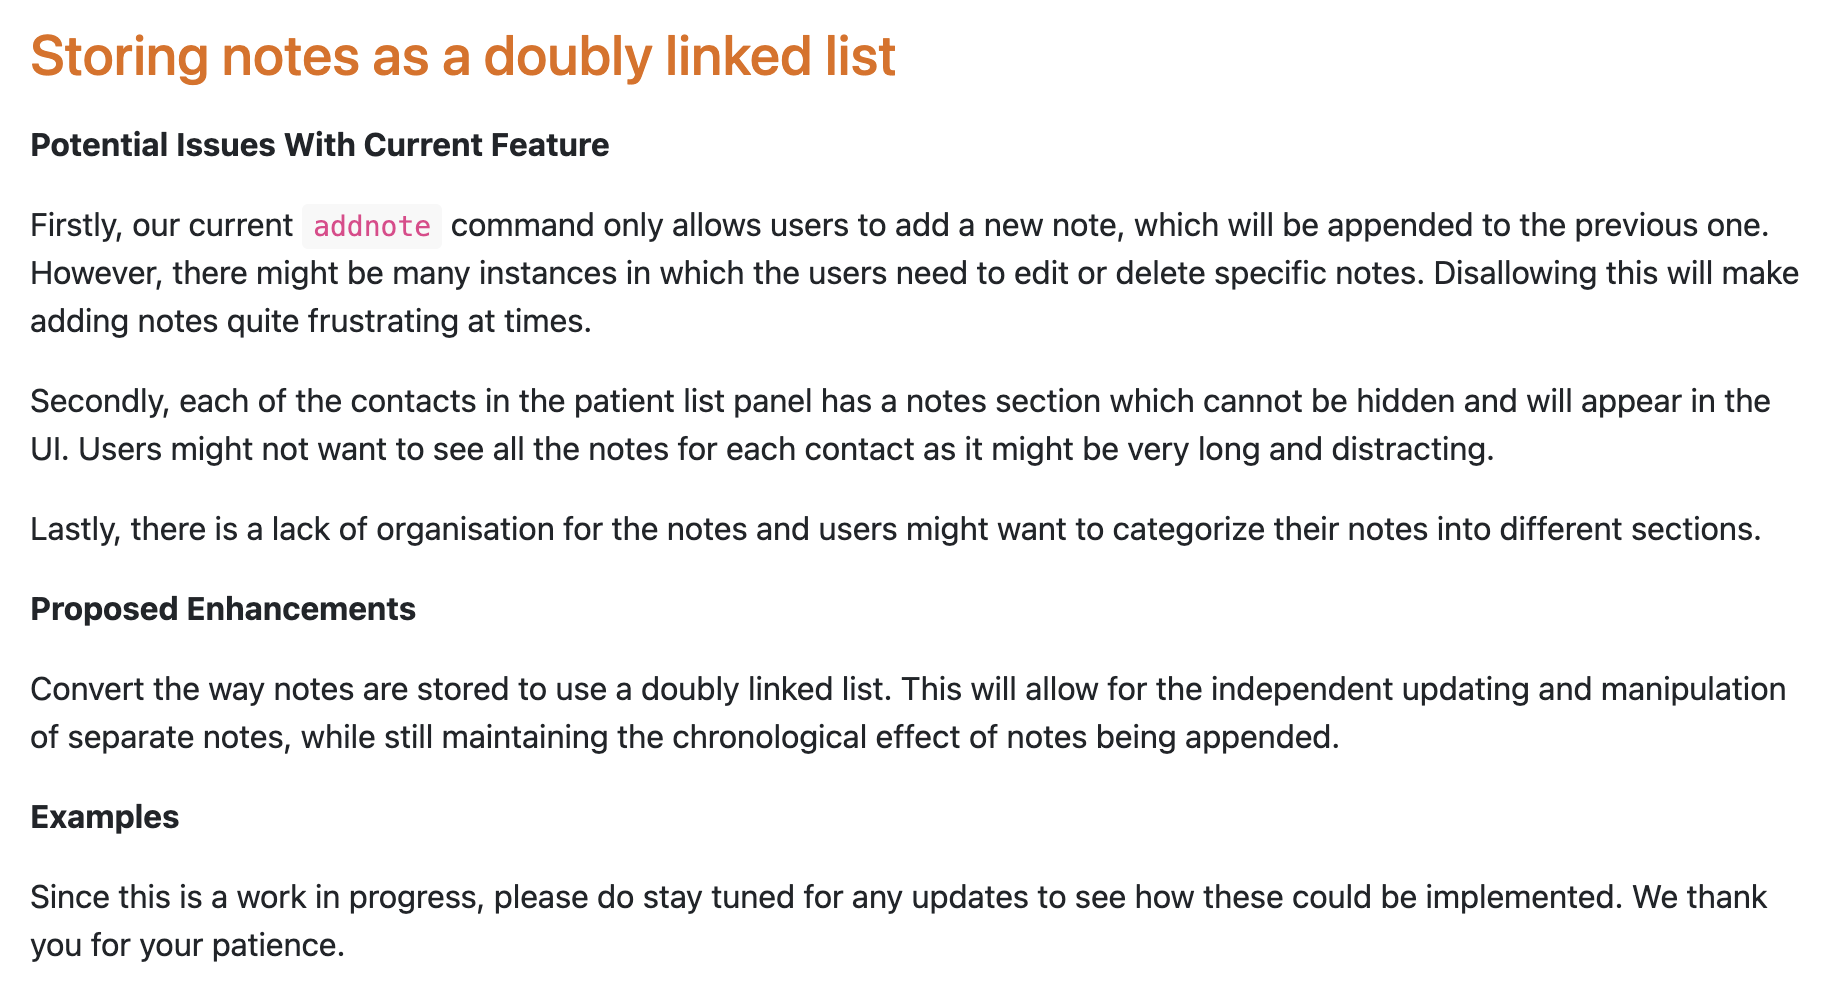 Storing notes as a doubly linked list
Potential Issues With Current Feature
Firstly, our current addnote command only allows users to add a new note, which will be appended to the previous one.
However, there might be many instances in which the users need to edit or delete specific notes. Disallowing this will make
adding notes quite frustrating at times.
Secondly, each of the contacts in the patient list panel has a notes section which cannot be hidden and will appear in the
UI. Users might not want to see all the notes for each contact as it might be very long and distracting.
Lastly, there is a lack of organisation for the notes and users might want to categorize their notes into different sections.
Proposed Enhancements
Convert the way notes are stored to use a doubly linked list. This will allow for the independent updating and manipulation
of separate notes, while still maintaining the chronological effect of notes being appended.
Examples
Since this is a work in progress, please do stay tuned for any updates to see how these could be implemented. We thank
you for your patience.